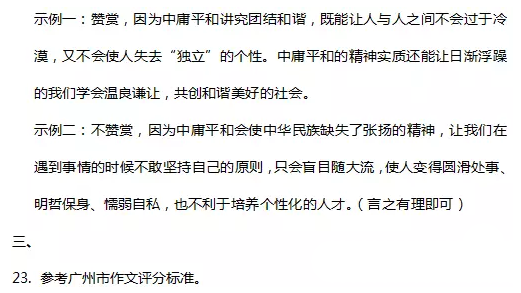 示例一：赞赏，因为中庸平和讲究团结和谐，既能让人与人之间不会过于冷
漠，又不会使人失去“独立”的个性。中庸平和的精神实质还能让日渐浮躁
的我们学会温良谦让，共创和谐美好的社会。
示例二：不赞赏，因为中庸平和会使中华民族缺失了张扬的精神，让我们在
遇到事情的时候不敢坚持自己的原则，只会盲目随大流，使人变得圆滑处事、
明哲保身、懦弱自私，也不利于培养个性化的人才。（言之有理即可）
三、
23. 参考广州市作文评分标准。